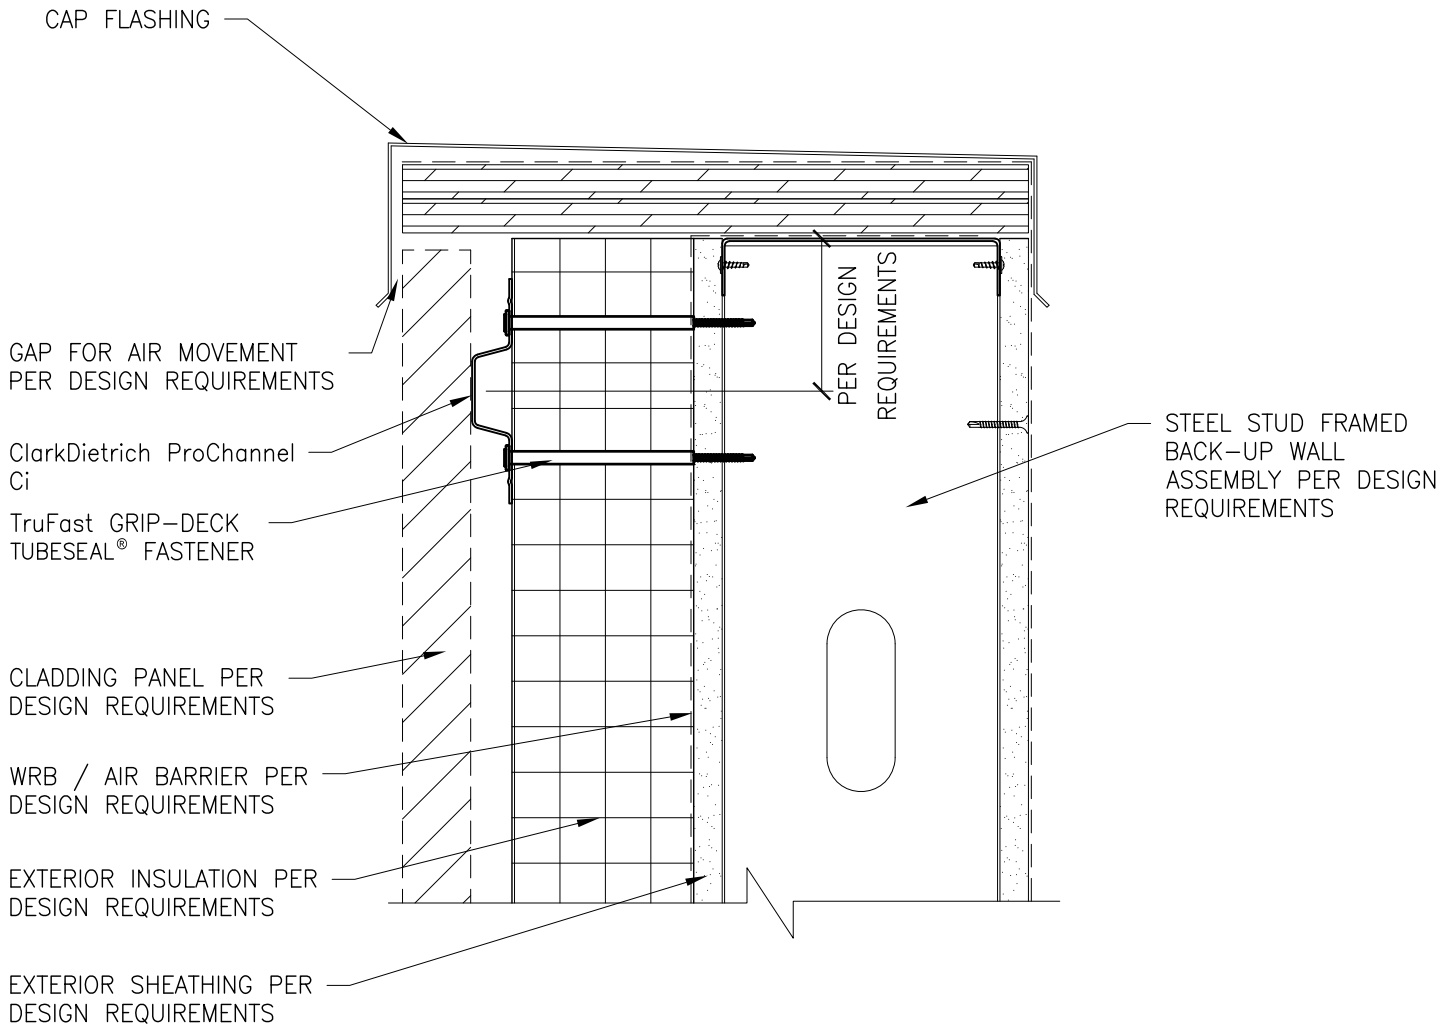 CAP FLASHING
GAP FOR AIR MOVEMENT
PER DESIGN REQUIREMENTS
ClarkDietrich ProChannel
Ci
TruFast GRIP-DECK
TUBESEAL® FASTENER
CLADDING PANEL PER
DESIGN REQUIREMENTS
WRB / AIR BARRIER PER
DESIGN REQUIREMENTS
EXTERIOR INSULATION PER
DESIGN REQUIREMENTS
EXTERIOR SHEATHING PER
DESIGN REQUIREMENTS
PER DESIGN
REQUIREMENTS
STEEL STUD FRAMED
BACK-UP WALL
ASSEMBLY PER DESIGN
REQUIREMENTS